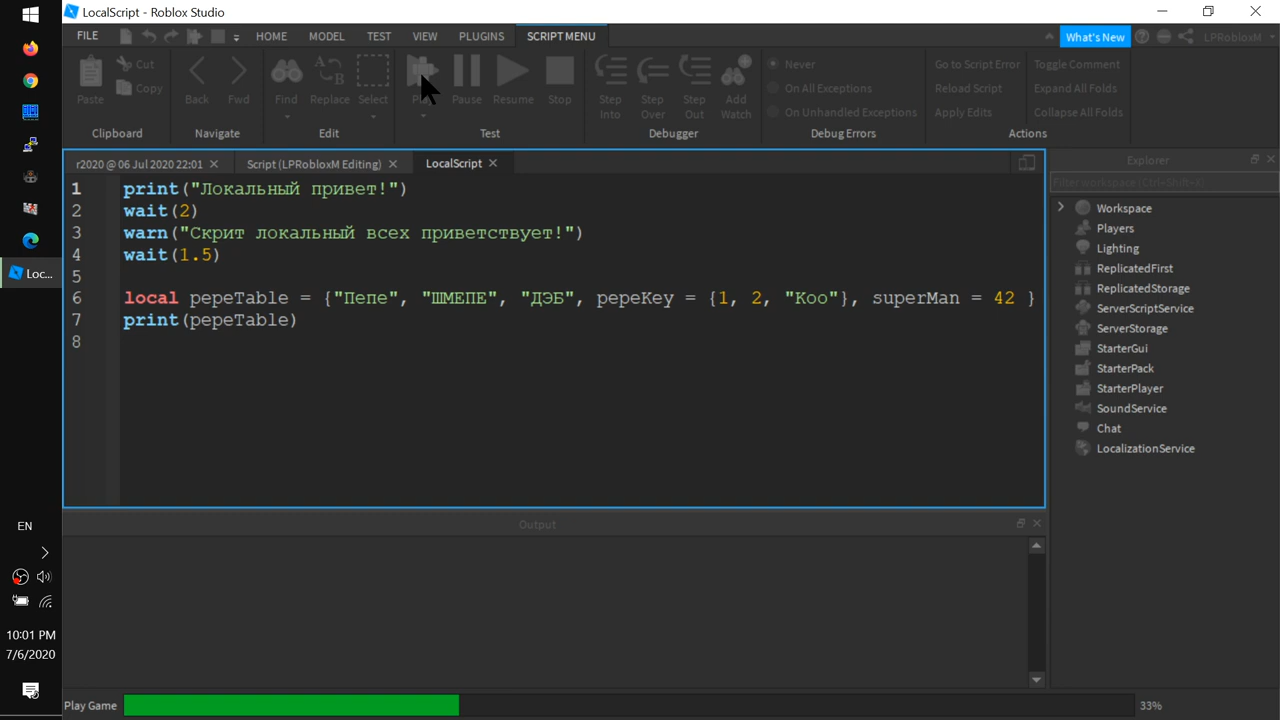 LocalScript - Roblox Studio
FILE HOME MODEL TEST VIEW PLUGINS SCRIPT MENU What's New LPRobloxM
Paste Cut Copy Back Fwd Find Replace Select Pause Resume Stop Step Into Step Over Step Out Add Watch
Never
On All Exceptions
On Unhandled Exceptions
Go to Script Error Toggle Comment
Reload Script Expand All Folds
Apply Edits Collapse All Folds
Clipboard Navigate Edit Test Debugger Debug Errors Actions
r2020 @ 06 Jul 2020 22:01 Script (LPRobloxM Editing) LocalScript
1 print("Локальный привет!")
2 wait(2)
3 warn("Скрит локальный всех приветствует!")
4 wait(1.5)
5
6 local pepeTable = {"Пепе", "ШМЕПЕ", "ДЭБ", pepeKey = {1, 2, "Коо"}, superMan = 42 }
7 print(pepeTable)
8
Explorer
Filter workspace (Ctrl+Shift+X)
Workspace
Players
Lighting
ReplicatedFirst
ReplicatedStorage
ServerScriptService
ServerStorage
StarterGui
StarterPack
StarterPlayer
SoundService
Chat
LocalizationService
Output
Loc...
EN
10:01 PM
7/6/2020
Play Game 33%